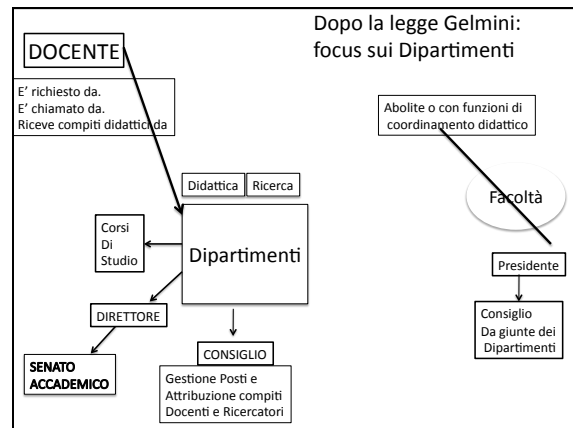 Dopo la legge Gelmini:
focus sui Dipartimenti
DOCENTE
E’ richiesto da.
E’ chiamato da.
Riceve compiti didattici da
Abolite o con funzioni di
coordinamento didattico
Didattica
Ricerca
Facoltà
Corsi
Di
Studio
Dipartimenti
Presidente
DIRETTORE
Consiglio
Da giunte dei
Dipartimenti
SENATO
ACCADEMICO
CONSIGLIO
Gestione Posti e
Attribuzione compiti
Docenti e Ricercatori